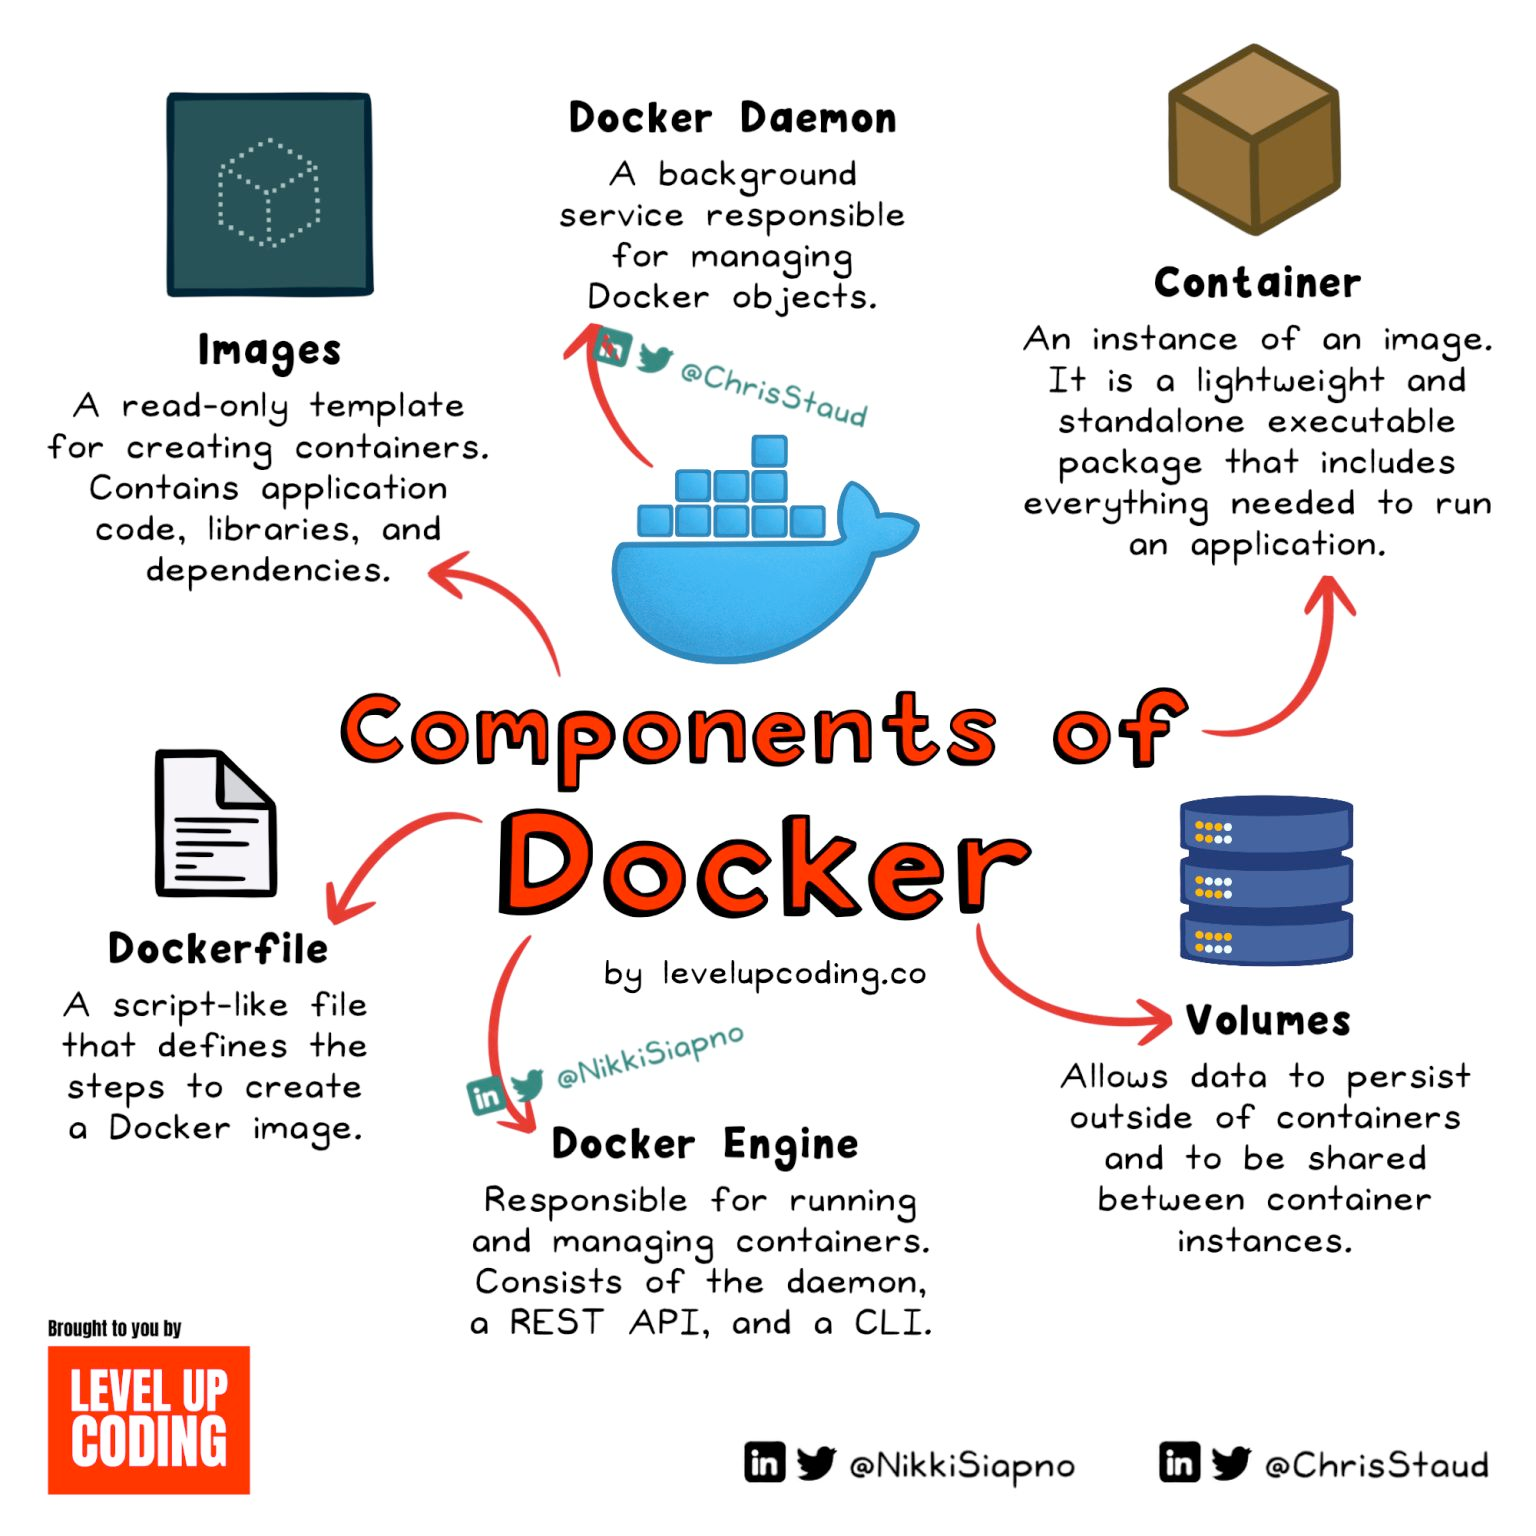 Docker Daemon
A background
service responsible
for managing
Docker objects.
@ChrisStaud
Images
A read-only template
for creating containers.
Contains application
code, libraries, and
dependencies.
Container
An instance of an image.
It is a lightweight and
standalone executable
package that includes
everything needed to run
an application.
Components of
Docker
by levelupcoding.co
Dockerfile
A script-like file
that defines the
steps to create
a Docker image.
in
@NikkiSiapno
Docker Engine
Responsible for running
and managing containers.
Consists of the daemon,
a REST API, and a CLI.
Volumes
Allows data to persist
outside of containers
and to be shared
between container
instances.
Brought to you by
LEVEL UP
CODING
in @NikkiSiapno
in @ChrisStaud